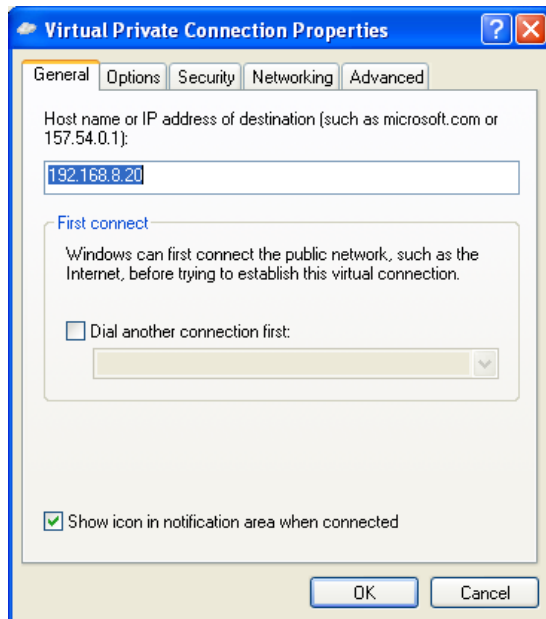 Virtual Private Connection Properties
General Options Security Networking Advanced
Host name or IP address of destination (such as microsoft.com or
157.54.0.1):
192.168.8.20
First connect
Windows can first connect the public network, such as the
Internet, before trying to establish this virtual connection.
Dial another connection first:
Show icon in notification area when connected
OK Cancel